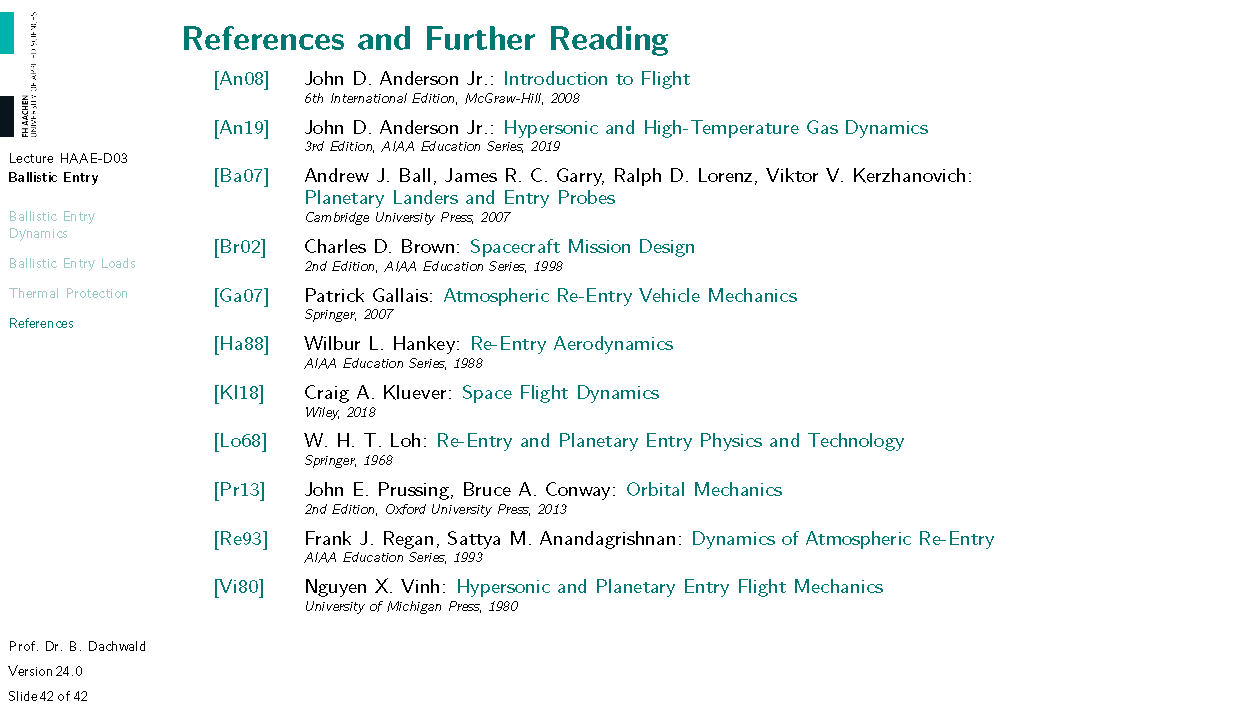 FH AACHEN
UNIVERSITY OF APPLIED SCIENCES
Lecture HAAE-D03
Ballistic Entry
Ballistic Entry
Dynamics
Ballistic Entry Loads
Thermal Protection
References
References and Further Reading
[An08] John D. Anderson Jr.: Introduction to Flight
6th International Edition, McGraw-Hill, 2008
[An19] John D. Anderson Jr.: Hypersonic and High-Temperature Gas Dynamics
3rd Edition, AIAA Education Series, 2019
[Ba07] Andrew J. Ball, James R. C. Garry, Ralph D. Lorenz, Viktor V. Kerzhanovich:
Planetary Landers and Entry Probes
Cambridge University Press, 2007
[Br02] Charles D. Brown: Spacecraft Mission Design
2nd Edition, AIAA Education Series, 1998
[Ga07] Patrick Gallais: Atmospheric Re-Entry Vehicle Mechanics
Springer, 2007
[Ha88] Wilbur L. Hankey: Re-Entry Aerodynamics
AIAA Education Series, 1988
[Kl18] Craig A. Kluever: Space Flight Dynamics
Wiley, 2018
[Lo68] W. H. T. Loh: Re-Entry and Planetary Entry Physics and Technology
Springer, 1968
[Pr13] John E. Prussing, Bruce A. Conway: Orbital Mechanics
2nd Edition, Oxford University Press, 2013
[Re93] Frank J. Regan, Sattya M. Anandagrishnan: Dynamics of Atmospheric Re-Entry
AIAA Education Series, 1993
[Vi80] Nguyen X. Vinh: Hypersonic and Planetary Entry Flight Mechanics
University of Michigan Press, 1980
Prof. Dr. B. Dachwald
Version 24.0
Slide 42 of 42